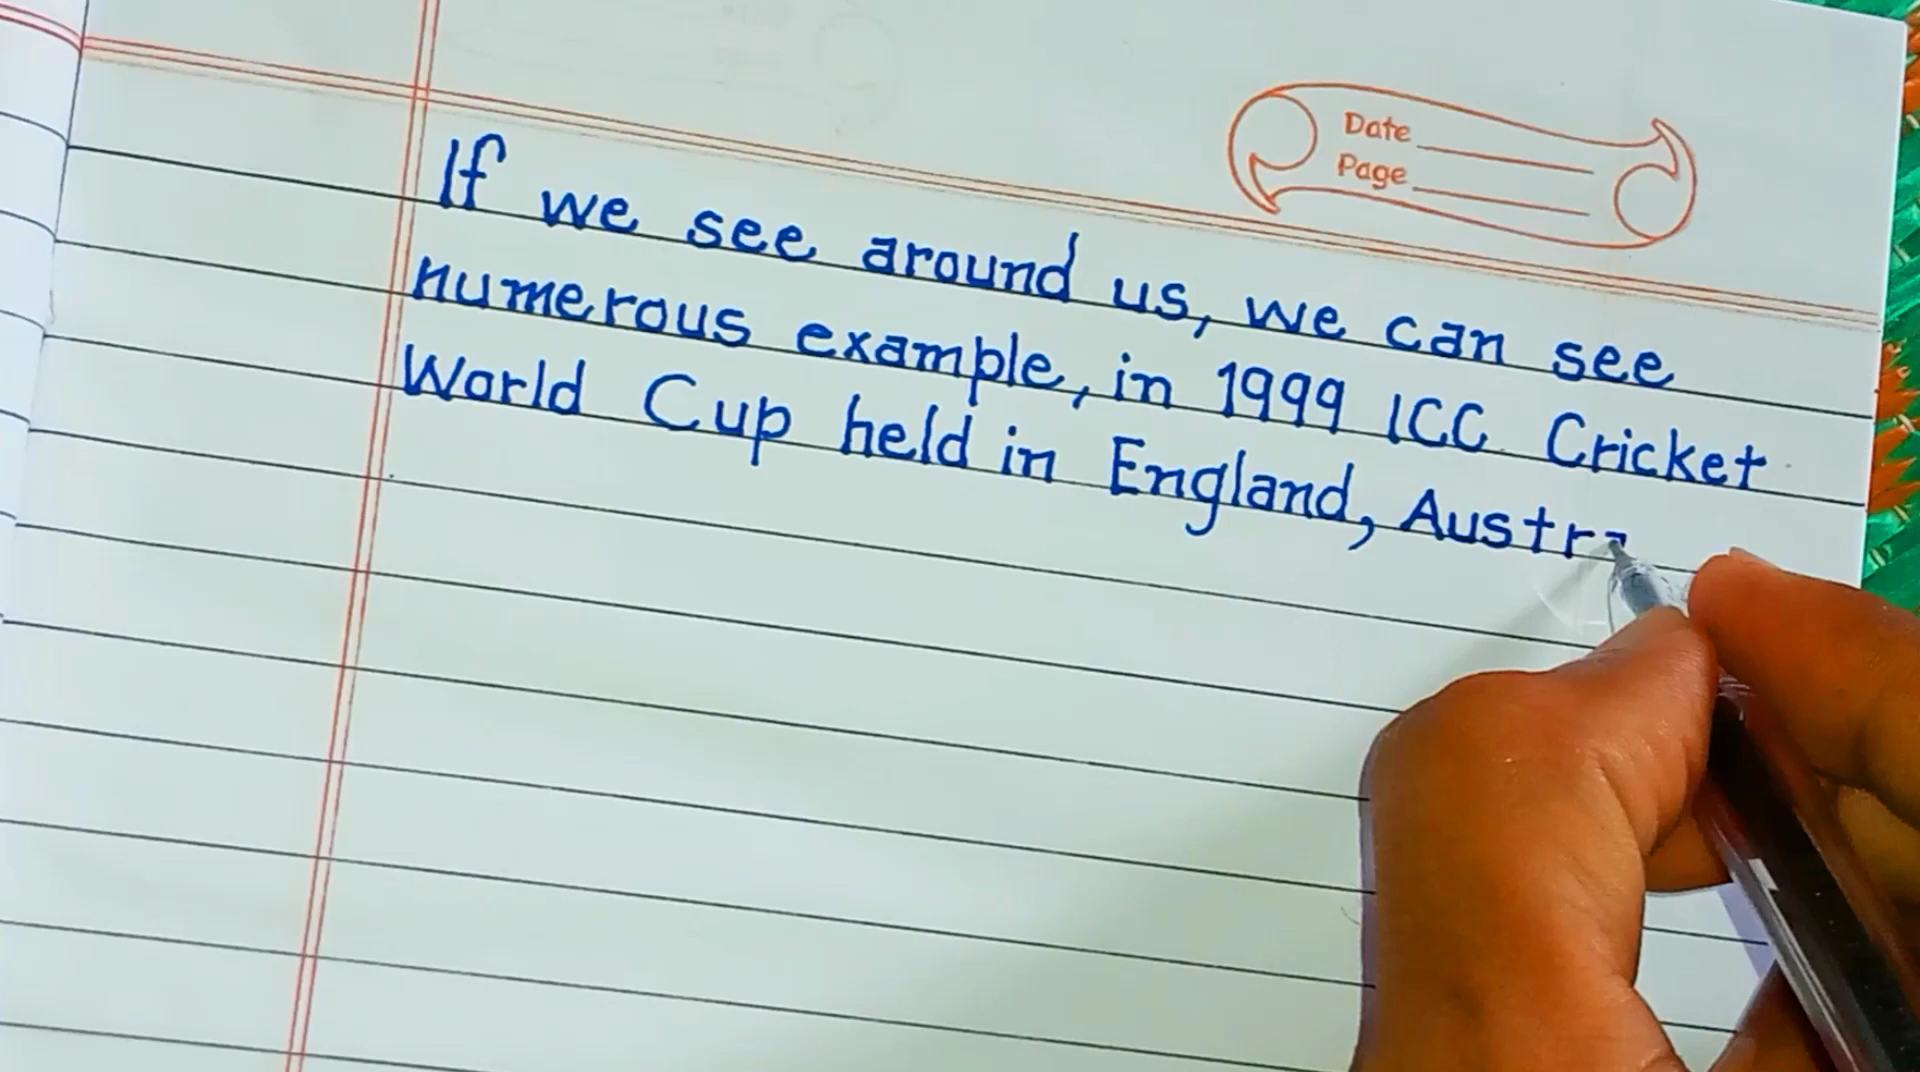 Date
Page
If we see around us, we can see
numerous example, in 1999 ICC Cricket
World Cup held in England, Austra